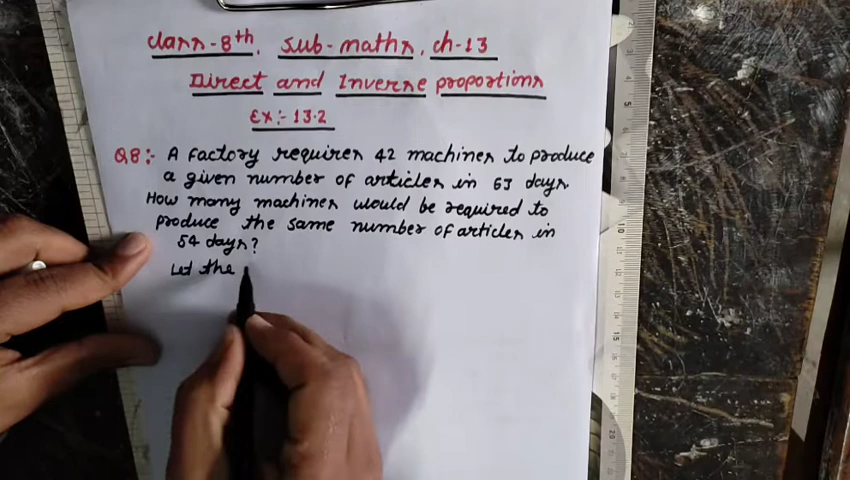 class-8th, sub-maths, ch-13
Direct and Inverse proportions
Ex:- 13.2
Q8:- A factory requires 42 machines to produce
a given number of articles in 63 days.
How many machines would be required to
produce the same number of articles in
54 days?
Let the